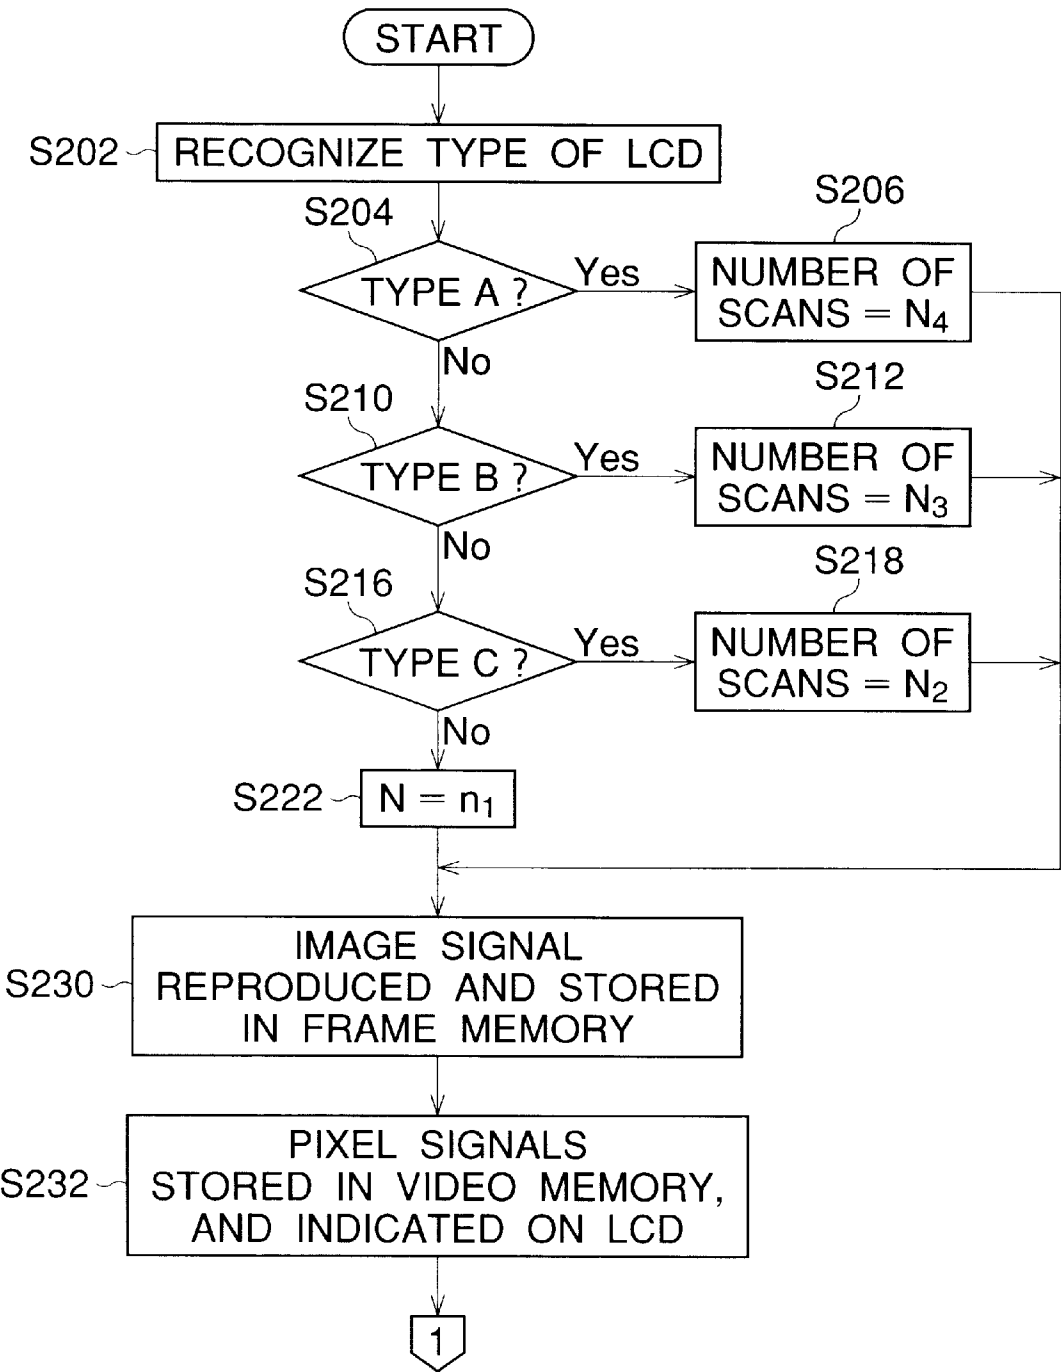 START
S202
RECOGNIZE TYPE OF LCD
S204
TYPE A ?
Yes
S206
NUMBER OF
SCANS = N4
No
S210
TYPE B ?
Yes
S212
NUMBER OF
SCANS = N3
No
S216
TYPE C ?
Yes
S218
NUMBER OF
SCANS = N2
No
S222
N = n1
S230
IMAGE SIGNAL
REPRODUCED AND STORED
IN FRAME MEMORY
S232
PIXEL SIGNALS
STORED IN VIDEO MEMORY,
AND INDICATED ON LCD
1